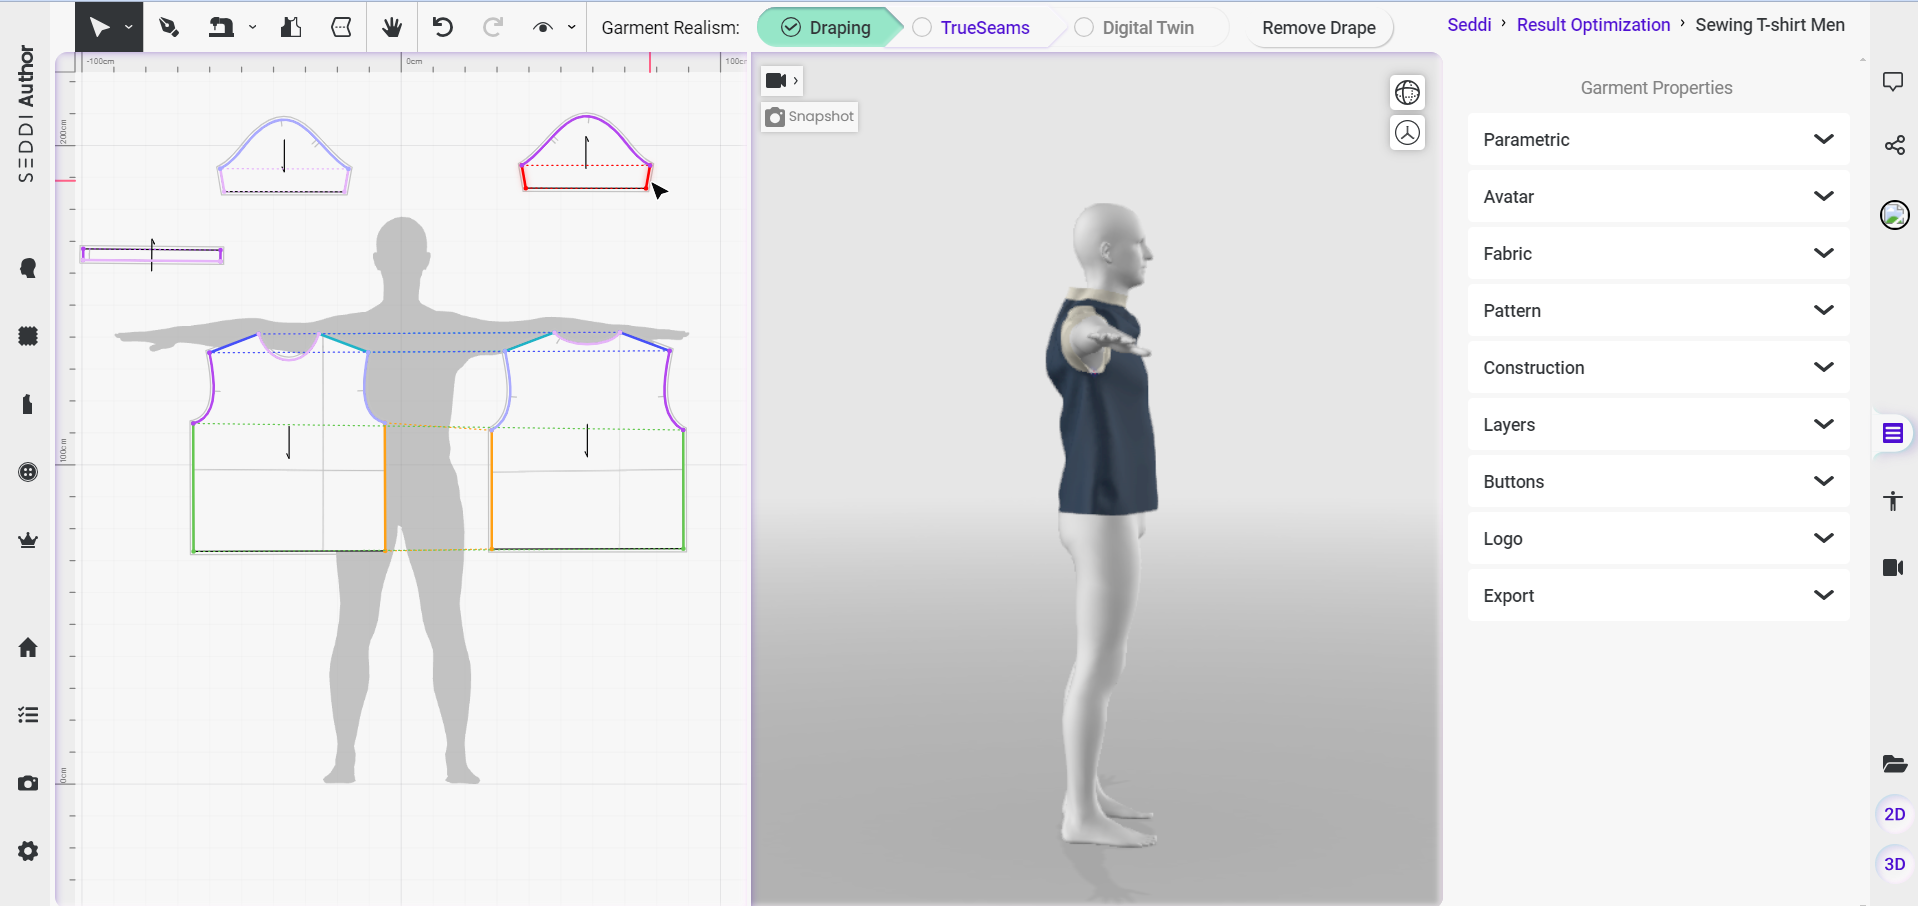 SEDDI Author
Garment Realism:
Draping
TrueSeams
Digital Twin
Remove Drape
Seddi › Result Optimization › Sewing T-shirt Men
-100cm
0cm
100cm
200cm
100cm
0cm
Snapshot
Garment Properties
Parametric
Avatar
Fabric
Pattern
Construction
Layers
Buttons
Logo
Export
2D
3D